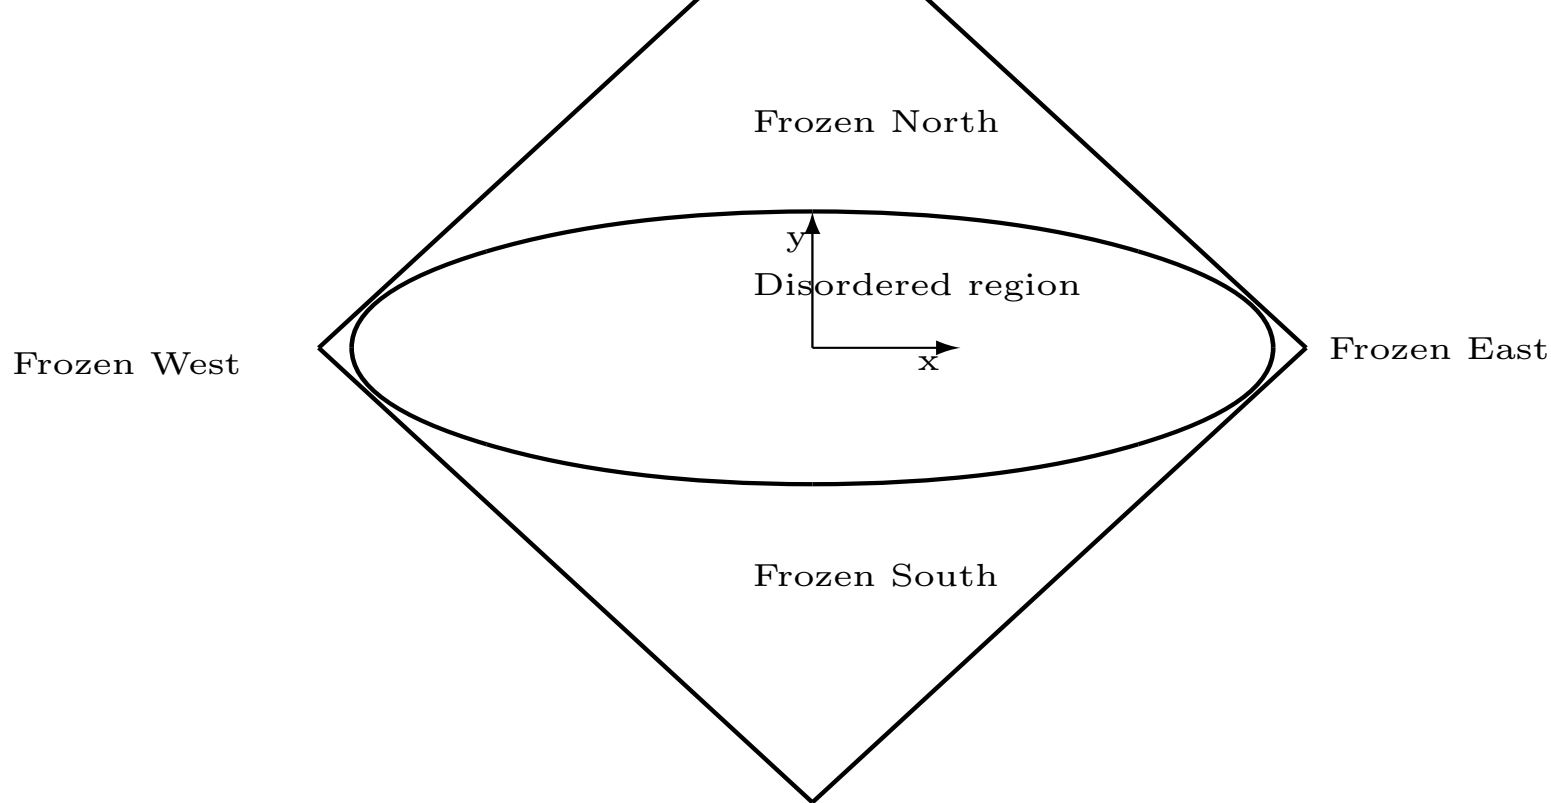 Frozen North
y
Disordered region
x
Frozen West
Frozen East
Frozen South